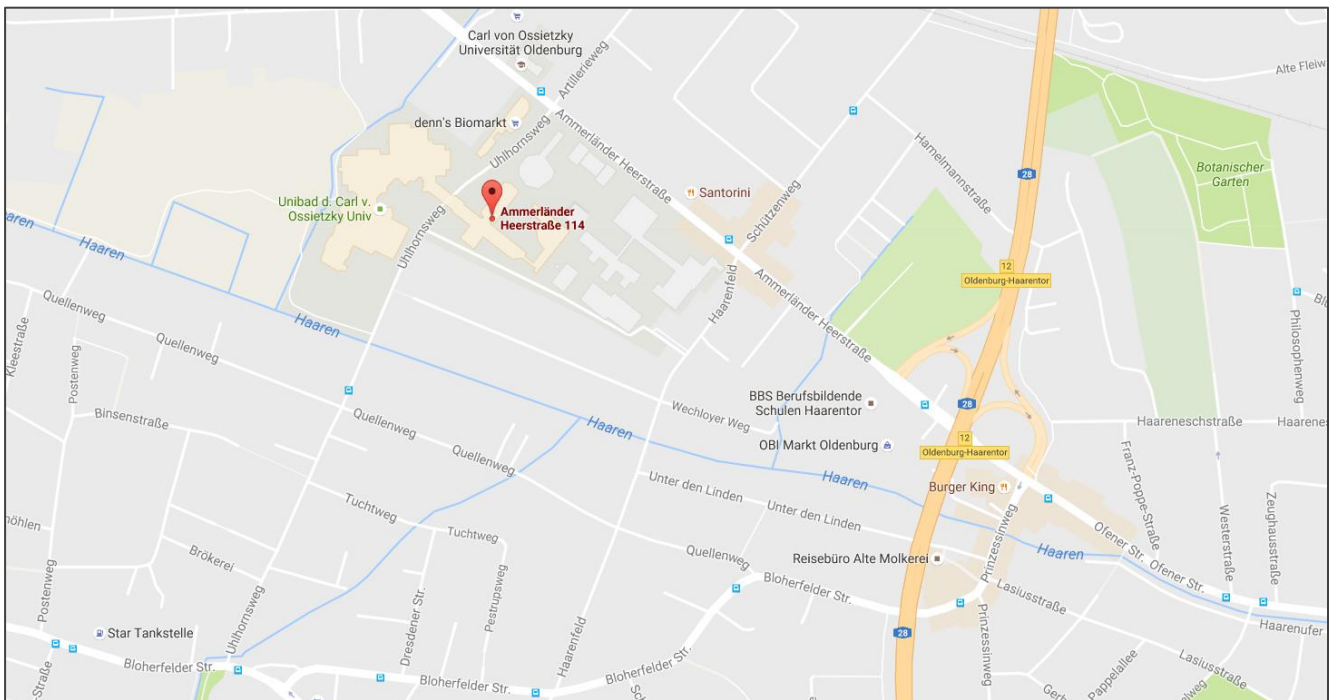 Carl von Ossietzky
Universität Oldenburg
Artillerieweg
Alte Fleiw
denn's Biomarkt
Uhlhornsweg
Ammerländer Heerstraße
Hamelmannstraße
28
Botanischer
Garten
Santorini
Schützenweg
Unibad d. Carl v.
Ossietzky Univ
Ammerländer
Heerstraße 114
aren
Haaren
Uhlhornsweg
Haarenfeld
Ammerländer Heerstraße
12
Oldenburg-Haarentor
Kleestraße
Quellenweg
Postenweg
Quellenweg
Haaren
Philosophenweg
Binsenstraße
Quellenweg
Wechloyer Weg
Haaren
BBS Berufsbildende
Schulen Haarentor
28
Haareneschstraße
Haarenes
OBI Markt Oldenburg
12
Oldenburg-Haarentor
Quellenweg
Unter den Linden
Haaren
Burger King
Franz-Poppe-Straße
Tuchtweg
Tuchtweg
Unter den Linden
Prinzessinweg
Ofener Str.
Ofener Str.
Westerstraße
Zeughausstraße
möhlen
Brökerei
Quellenweg
Reisebüro Alte Molkerei
Haaren
Postenweg
Uhlhornsweg
Dresdener Str.
Pestrupsweg
Haarenfeld
Bloherfelder Str.
Prinzessinweg
Lasiusstraße
Haarenufer
Star Tankstelle
28
Bloherfelder Str.
Bloherfelder Str.
Bloherfelder Str.
Pappelallee
Lasiusstraße